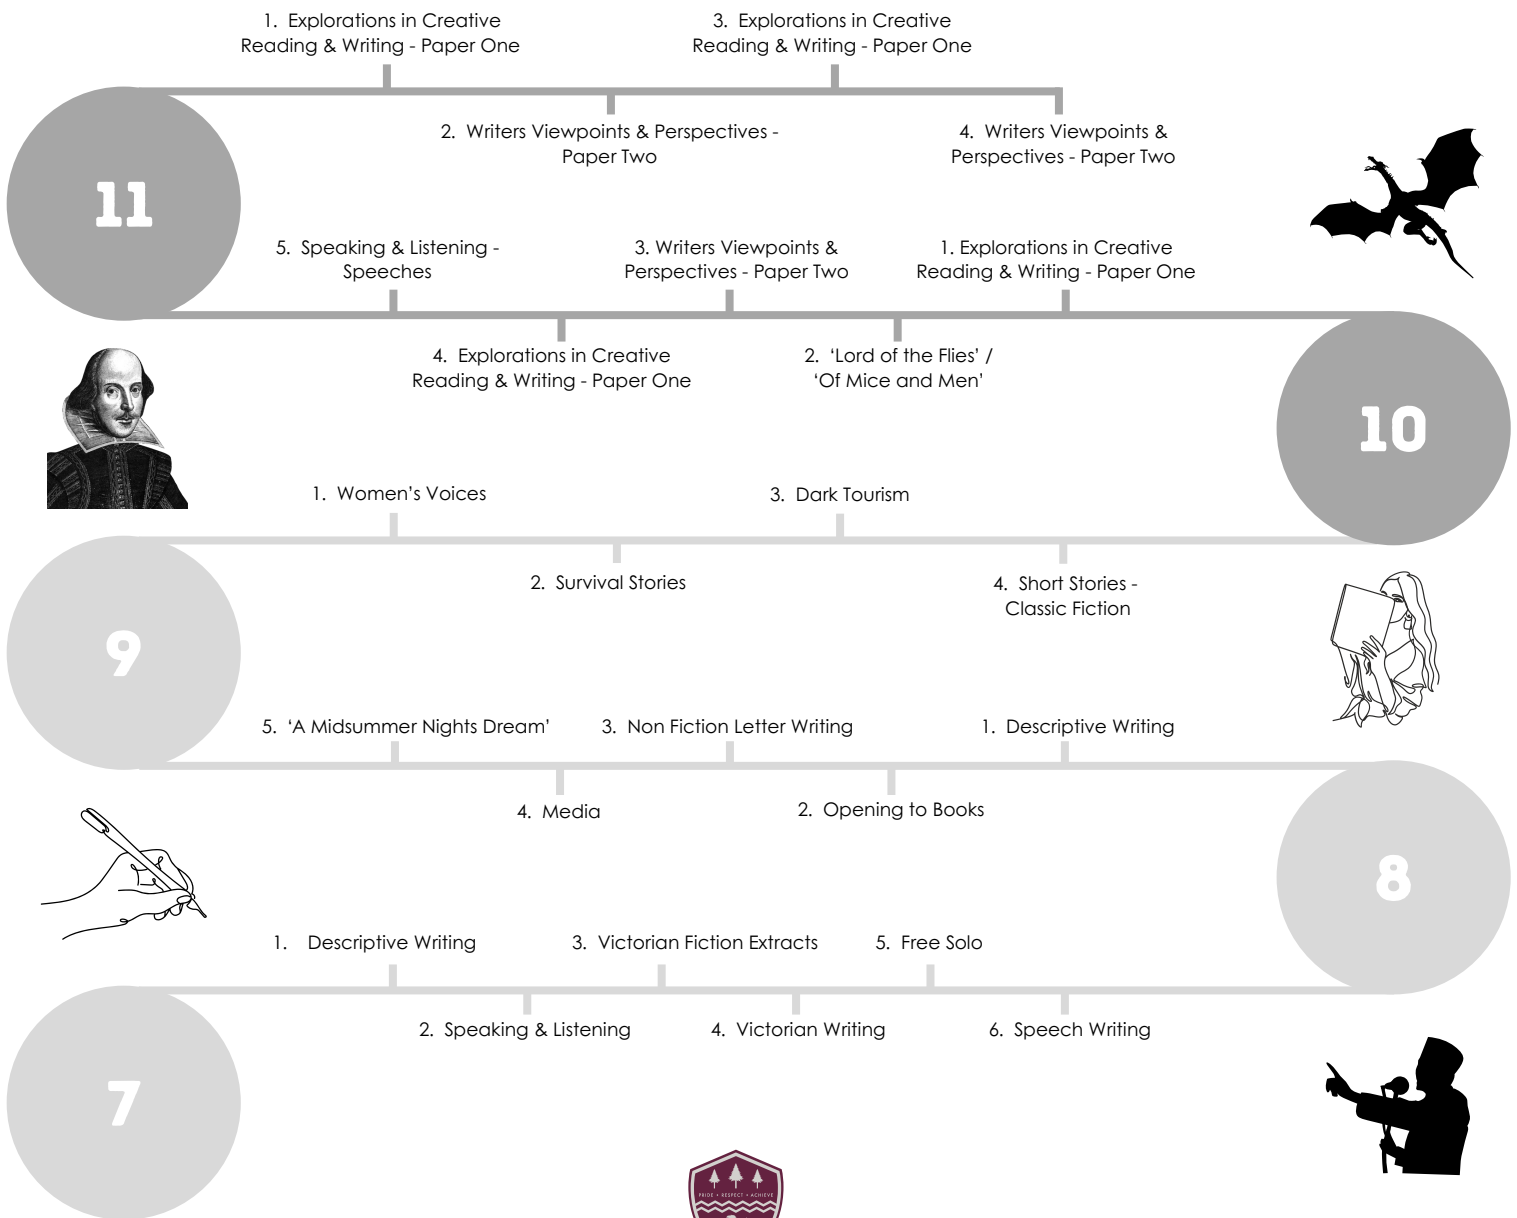 1. Explorations in Creative
Reading & Writing - Paper One
3. Explorations in Creative
Reading & Writing - Paper One
2. Writers Viewpoints & Perspectives -
Paper Two
4. Writers Viewpoints &
Perspectives - Paper Two
11
5. Speaking & Listening -
Speeches
3. Writers Viewpoints &
Perspectives - Paper Two
1. Explorations in Creative
Reading & Writing - Paper One
4. Explorations in Creative
Reading & Writing - Paper One
2. ‘Lord of the Flies’ /
‘Of Mice and Men’
10
1. Women’s Voices
3. Dark Tourism
2. Survival Stories
4. Short Stories -
Classic Fiction
9
5. ‘A Midsummer Nights Dream’
3. Non Fiction Letter Writing
1. Descriptive Writing
4. Media
2. Opening to Books
8
1. Descriptive Writing
3. Victorian Fiction Extracts
5. Free Solo
2. Speaking & Listening
4. Victorian Writing
6. Speech Writing
7
PRIDE • RESPECT • ACHIEVE